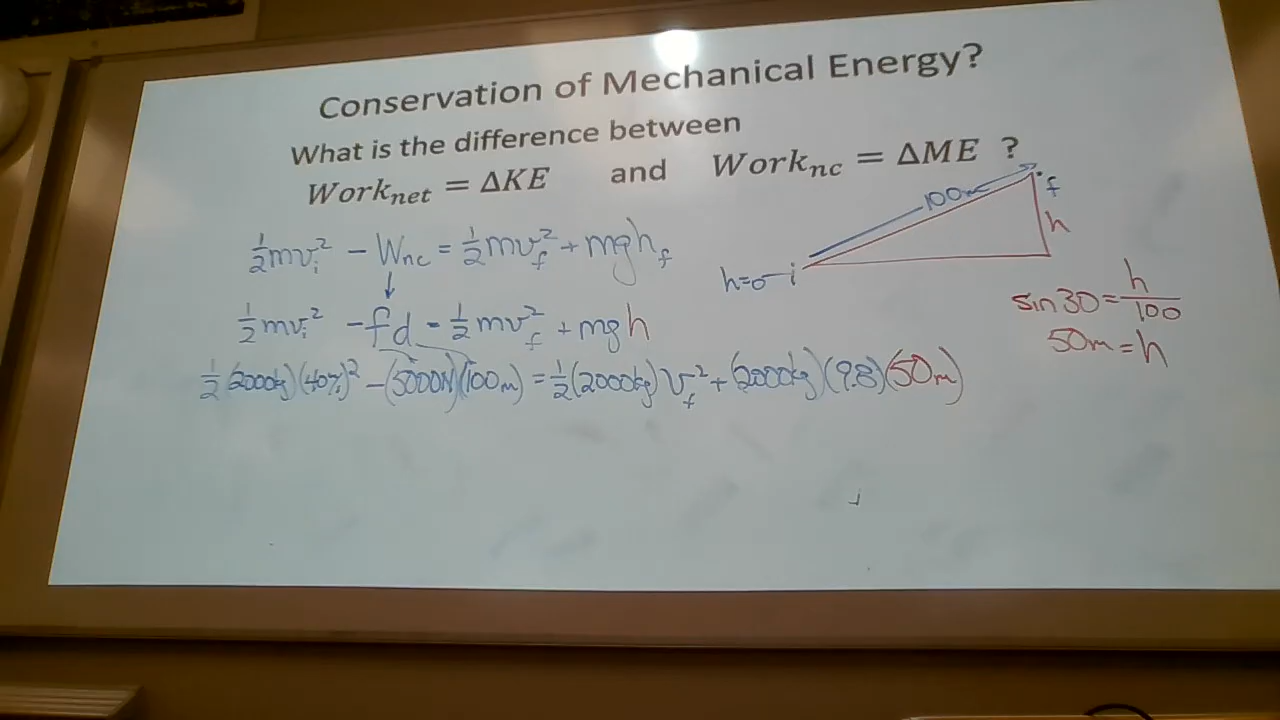 Conservation of Mechanical Energy?
What is the difference between
Work_net = ΔKE and Work_nc = ΔME ?
100m
f
h
h=0 i
½mv_i² - W_nc = ½mv_f² + mgh_f
↓
sin30 = h/100
½mv_i² - fd = ½mv_f² + mgh
50m = h
½(2000kg)(40m/s)² - (5000N)(100m) = ½(2000kg)v_f² + (2000kg)(9.8)(50m)